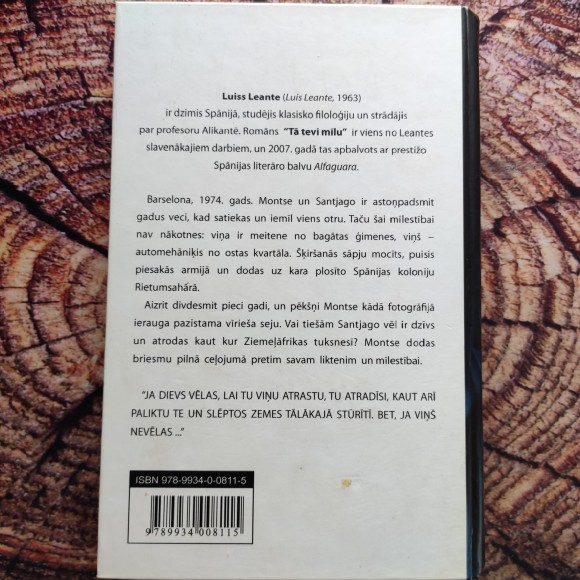 Luiss Leante (Luis Leante, 1963)
ir dzimis Spānijā, studējis klasisko filoloģiju un strādājis
par profesoru Alikantē. Romāns "Tā tevi mīlu" ir viens no Leantes
slavenākajiem darbiem, un 2007. gadā tas apbalvots ar prestižo
Spānijas literāro balvu Alfaguara.
Barselona, 1974. gads. Montse un Santjago ir astoņpadsmit
gadus veci, kad satiekas un iemīl viens otru. Taču šai mīlestībai
nav nākotnes: viņa ir meitene no bagātas ģimenes, viņš –
automehāniķis no ostas kvartāla. Šķiršanās sāpju mocīts, puisis
piesakās armijā un dodas uz kara plosīto Spānijas koloniju
Rietumsahārā.
Aizrit divdesmit pieci gadi, un pēkšņi Montse kādā fotogrāfijā
ierauga pazīstama vīrieša seju. Vai tiešām Santjago vēl ir dzīvs
un atrodas kaut kur Ziemeļāfrikas tuksnesī? Montse dodas
briesmu pilnā ceļojumā pretim savam liktenim un mīlestībai.
"JA DIEVS VĒLAS, LAI TU VIŅU ATRASTU, TU ATRADĪSI, KAUT ARĪ
PALIKTU TE UN SLĒPTOS ZEMES TĀLĀKAJĀ STŪRĪTĪ. BET, JA VIŅŠ
NEVĒLAS ..."
ISBN 978-9934-0-0811-5
9789934008115